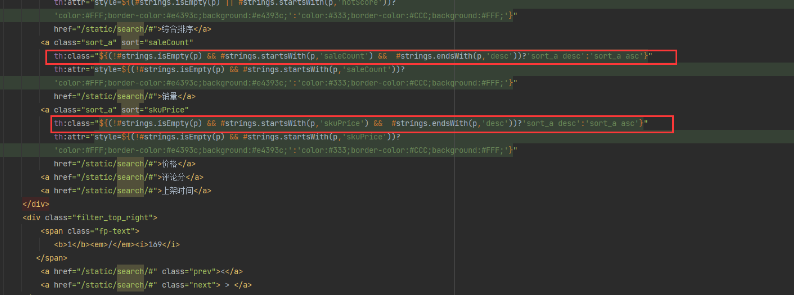 th:attr="style=${(#strings.isEmpty(p) || #strings.startsWith(p,'hotScore'))?
'color:#FFF;border-color:#e4393c;background:#e4393c;':'color:#333;border-color:#CCC;background:#FFF;'}"
href="/static/search/#">综合排序</a>
<a class="sort_a" sort="saleCount"
th:class="${(!#strings.isEmpty(p) && #strings.startsWith(p,'saleCount') && #strings.endsWith(p,'desc'))?'sort_a desc':'sort_a asc'}"
th:attr="style=${(!#strings.isEmpty(p) && #strings.startsWith(p,'saleCount'))?
'color:#FFF;border-color:#e4393c;background:#e4393c;':'color:#333;border-color:#CCC;background:#FFF;'}"
href="/static/search/#">销量</a>
<a class="sort_a" sort="skuPrice"
th:class="${(!#strings.isEmpty(p) && #strings.startsWith(p,'skuPrice') && #strings.endsWith(p,'desc'))?'sort_a desc':'sort_a asc'}"
th:attr="style=${(!#strings.isEmpty(p) && #strings.startsWith(p,'skuPrice'))?
'color:#FFF;border-color:#e4393c;background:#e4393c;':'color:#333;border-color:#CCC;background:#FFF;'}"
href="/static/search/#">价格</a>
<a href="/static/search/#">评论分</a>
<a href="/static/search/#">上架时间</a>
</div>
<div class="filter_top_right">
<span class="fp-text">
<b>1</b><em>/</em><i>169</i>
</span>
<a href="/static/search/#" class="prev"><</a>
<a href="/static/search/#" class="next"> > </a>